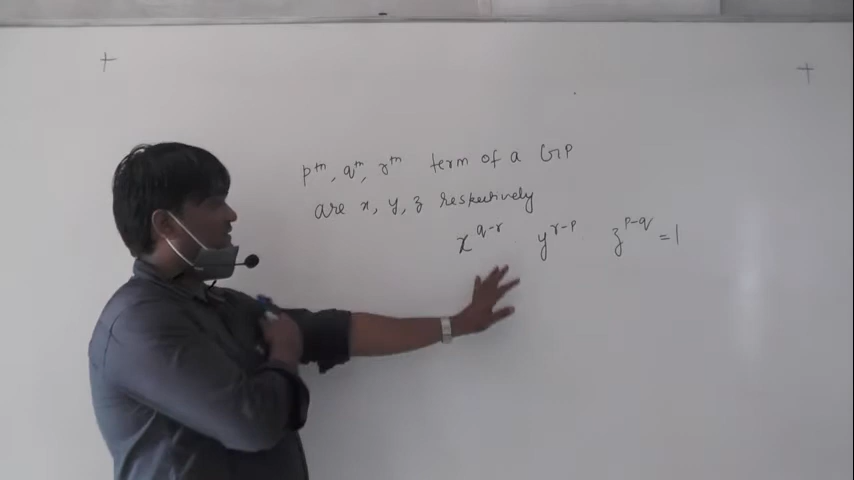 pᵗʰ, qᵗʰ, rᵗʰ term of a GP
are x, y, z respectively
x^{q-r} y^{r-p} z^{p-q} = 1